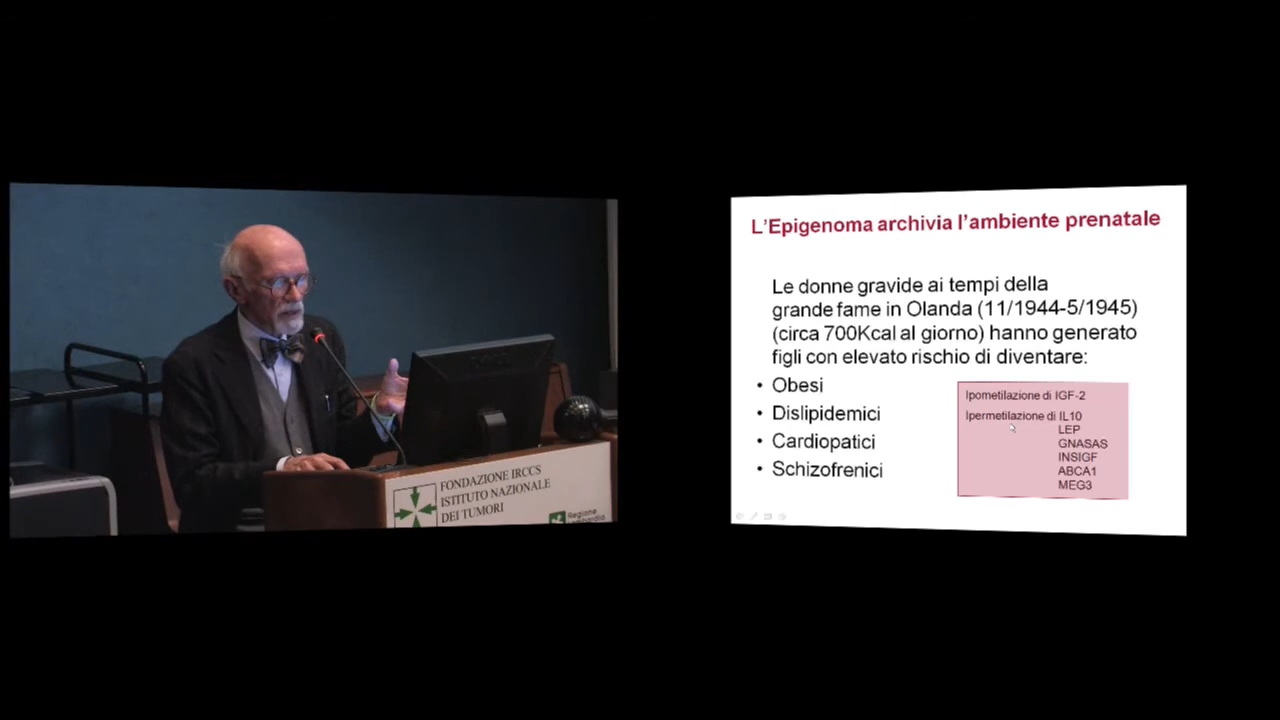 FONDAZIONE IRCCS
ISTITUTO NAZIONALE
DEI TUMORI
Regione
Lombardia
L'Epigenoma archivia l'ambiente prenatale
Le donne gravide ai tempi della
grande fame in Olanda (11/1944-5/1945)
(circa 700Kcal al giorno) hanno generato
figli con elevato rischio di diventare:
• Obesi
• Dislipidemici
• Cardiopatici
• Schizofrenici
Ipometilazione di IGF-2
Ipermetilazione di IL10
LEP
GNASAS
INSIGF
ABCA1
MEG3